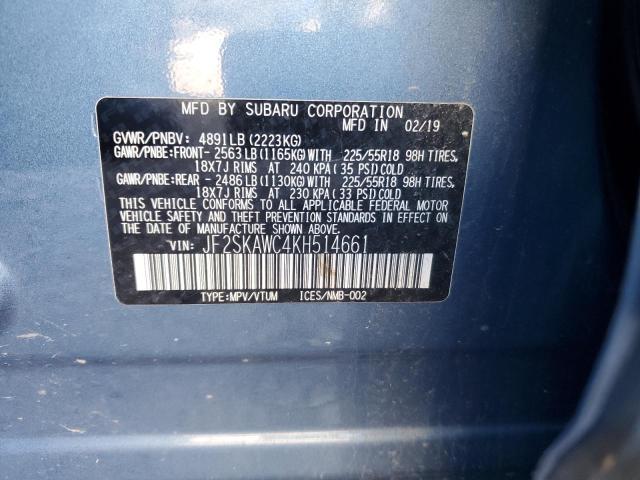 MFD BY SUBARU CORPORATION
MFD IN 02/19
GVWR/PNBV: 4891LB(2223KG)
GAWR/PNBE:FRONT-2563LB(1165KG)WITH 225/55R18 98H TIRES,
18X7J RIMS AT 240 KPA(35 PSI)COLD
GAWR/PNBE:REAR -2486LB(1130KG)WITH 225/55R18 98H TIRES,
18X7J RIMS AT 230 KPA(33 PSI)COLD
THIS VEHICLE CONFORMS TO ALL APPLICABLE FEDERAL MOTOR
VEHICLE SAFETY AND THEFT PREVENTION STANDARDS IN EFFECT
ON THE DATE OF MANUFACTURE SHOWN ABOVE.
VIN: JF2SKAWC4KH514661
TYPE:MPV/VTUM ICES/NMB-002